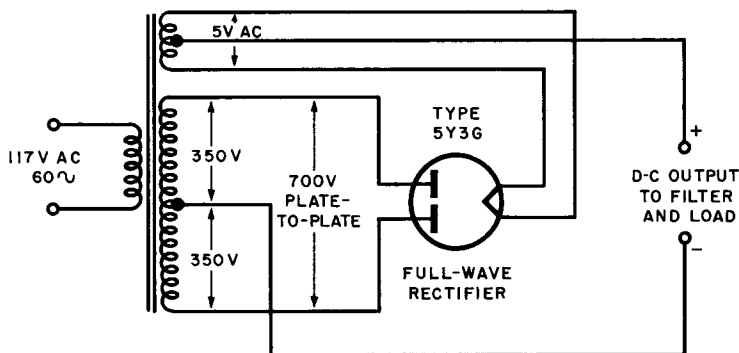 5V AC
117V AC
60∿
350V
350V
700V
PLATE-
TO-PLATE
TYPE
5Y3G
FULL-WAVE
RECTIFIER
+
D-C OUTPUT
TO FILTER
AND LOAD
−